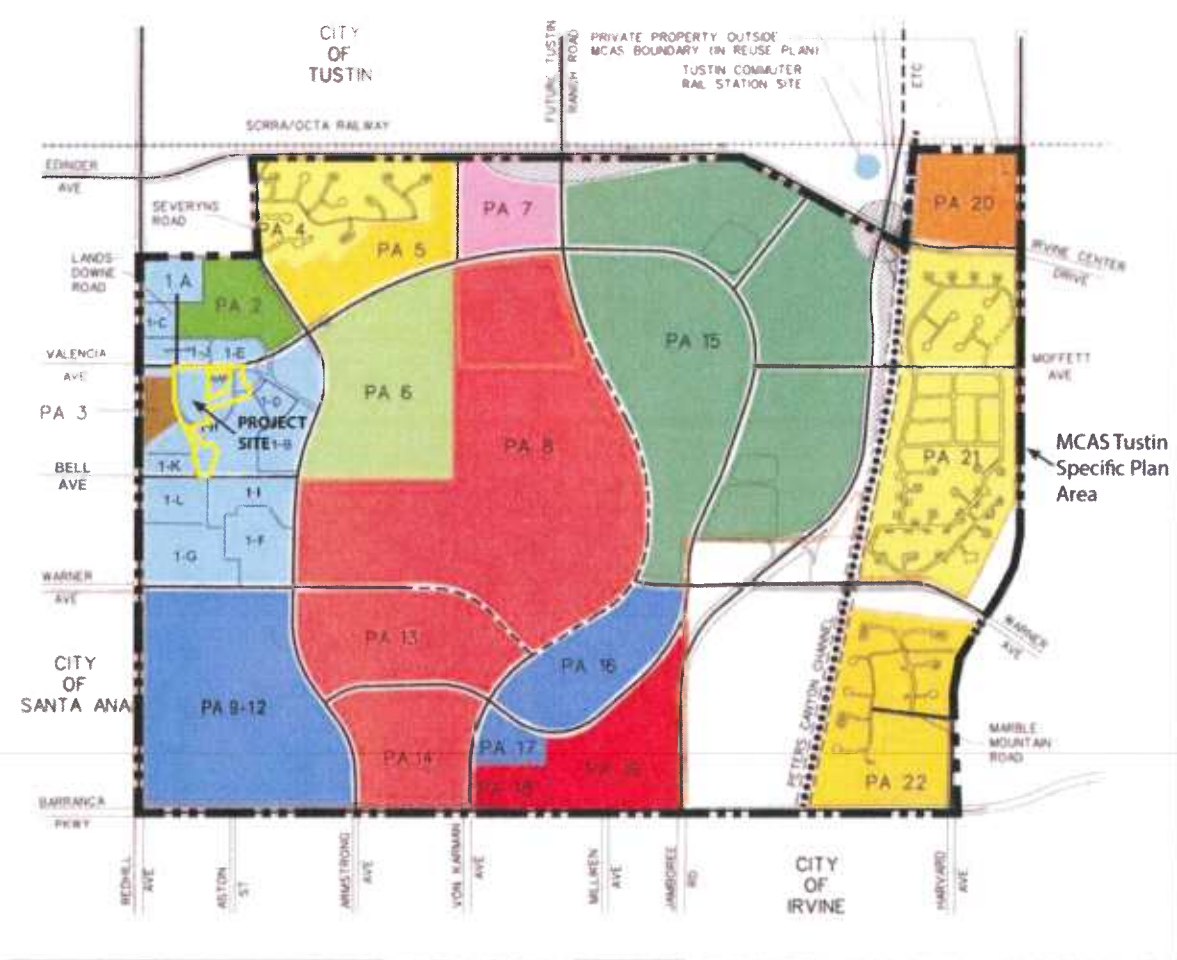 CITY
OF
TUSTIN
FUTURE TUSTIN
RANCH ROAD
PRIVATE PROPERTY OUTSIDE
MCAS BOUNDARY (IN REUSE PLAN)
TUSTIN COMMUTER
RAIL STATION SITE
ETC
SCRRA/OCTA RAILWAY
EDINGER
AVE
SEVERYNS
ROAD
PA 4
PA 5
PA 7
PA 20
LANDS-
DOWNE
ROAD
1 A
PA 2
IRVINE CENTER
DRIVE
1-C
1-J
1-E
VALENCIA
AVE
PA 15
MOFFETT
AVE
PA 3
PA 6
1-D
PROJECT
SITE
1-B
PA 8
1-K
BELL
AVE
PA 21
MCAS Tustin
Specific Plan
Area
1-L
1-I
1-G
1-F
WARNER
AVE
PA 13
PA 16
WARNER
AVE
CITY
OF
SANTA ANA
PA 9-12
PETERS CANYON CHANNEL
MARBLE
MOUNTAIN
ROAD
PA 14
PA 17
PA 22
BARRANCA
PKWY
REDHILL
AVE
ASTON
ST
ARMSTRONG
AVE
VON KARMAN
AVE
MILLIKEN
AVE
JAMBOREE
RD
CITY
OF
IRVINE
HARVARD
AVE